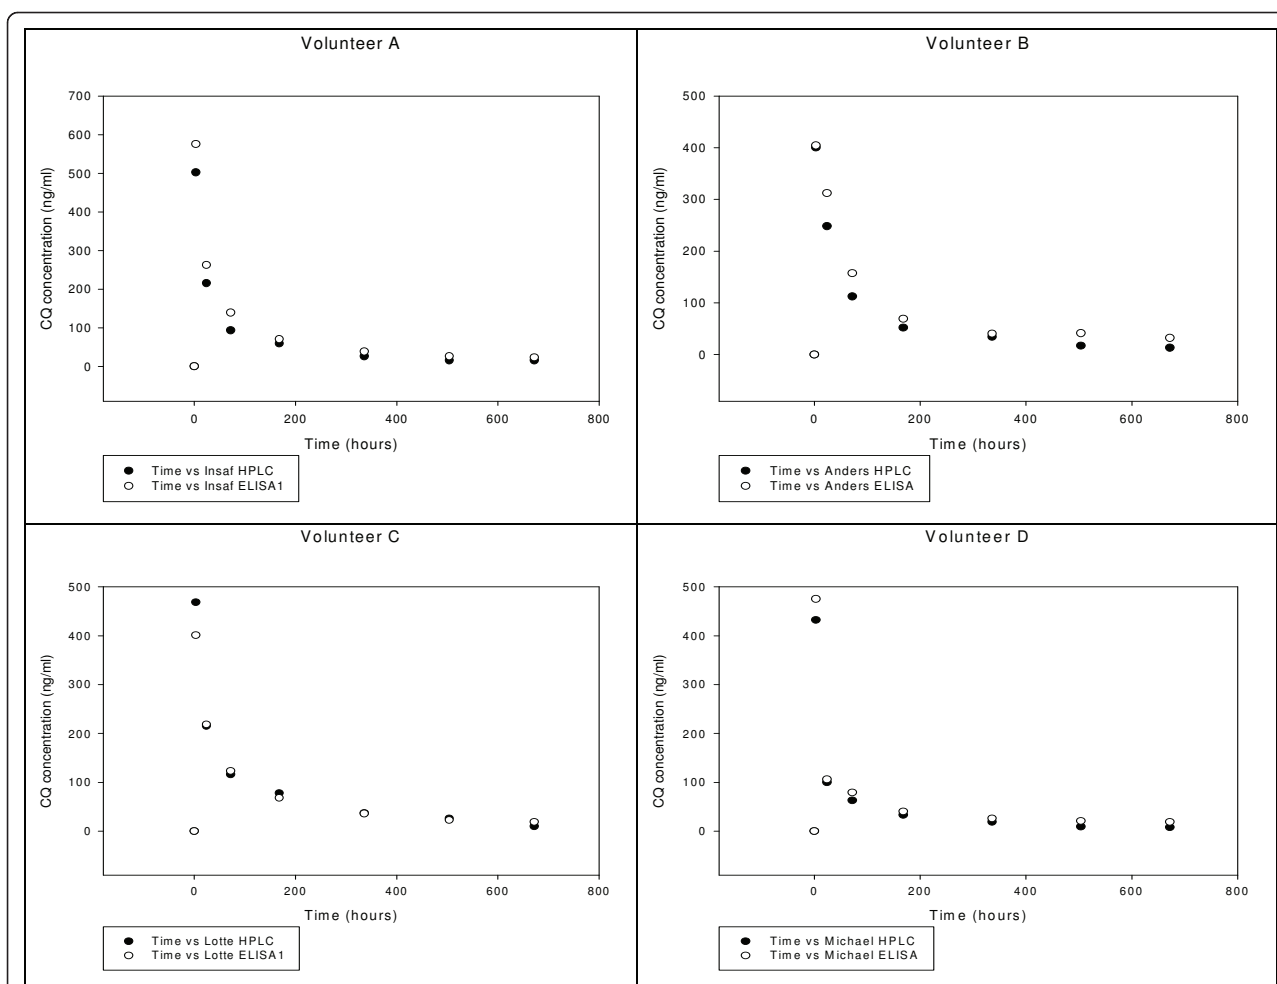 Volunteer A
700
600
500
400
300
200
100
0
CQ concentration (ng/ml)
0 200 400 600 800
Time (hours)
Time vs Insaf HPLC
Time vs Insaf ELISA1
Volunteer B
500
400
300
200
100
0
CQ concentration (ng/ml)
0 200 400 600 800
Time (hours)
Time vs Anders HPLC
Time vs Anders ELISA
Volunteer C
500
400
300
200
100
0
CQ concentration (ng/ml)
0 200 400 600 800
Time (hours)
Time vs Lotte HPLC
Time vs Lotte ELISA1
Volunteer D
500
400
300
200
100
0
CQ concentration (ng/ml)
0 200 400 600 800
Time (hours)
Time vs Michael HPLC
Time vs Michael ELISA